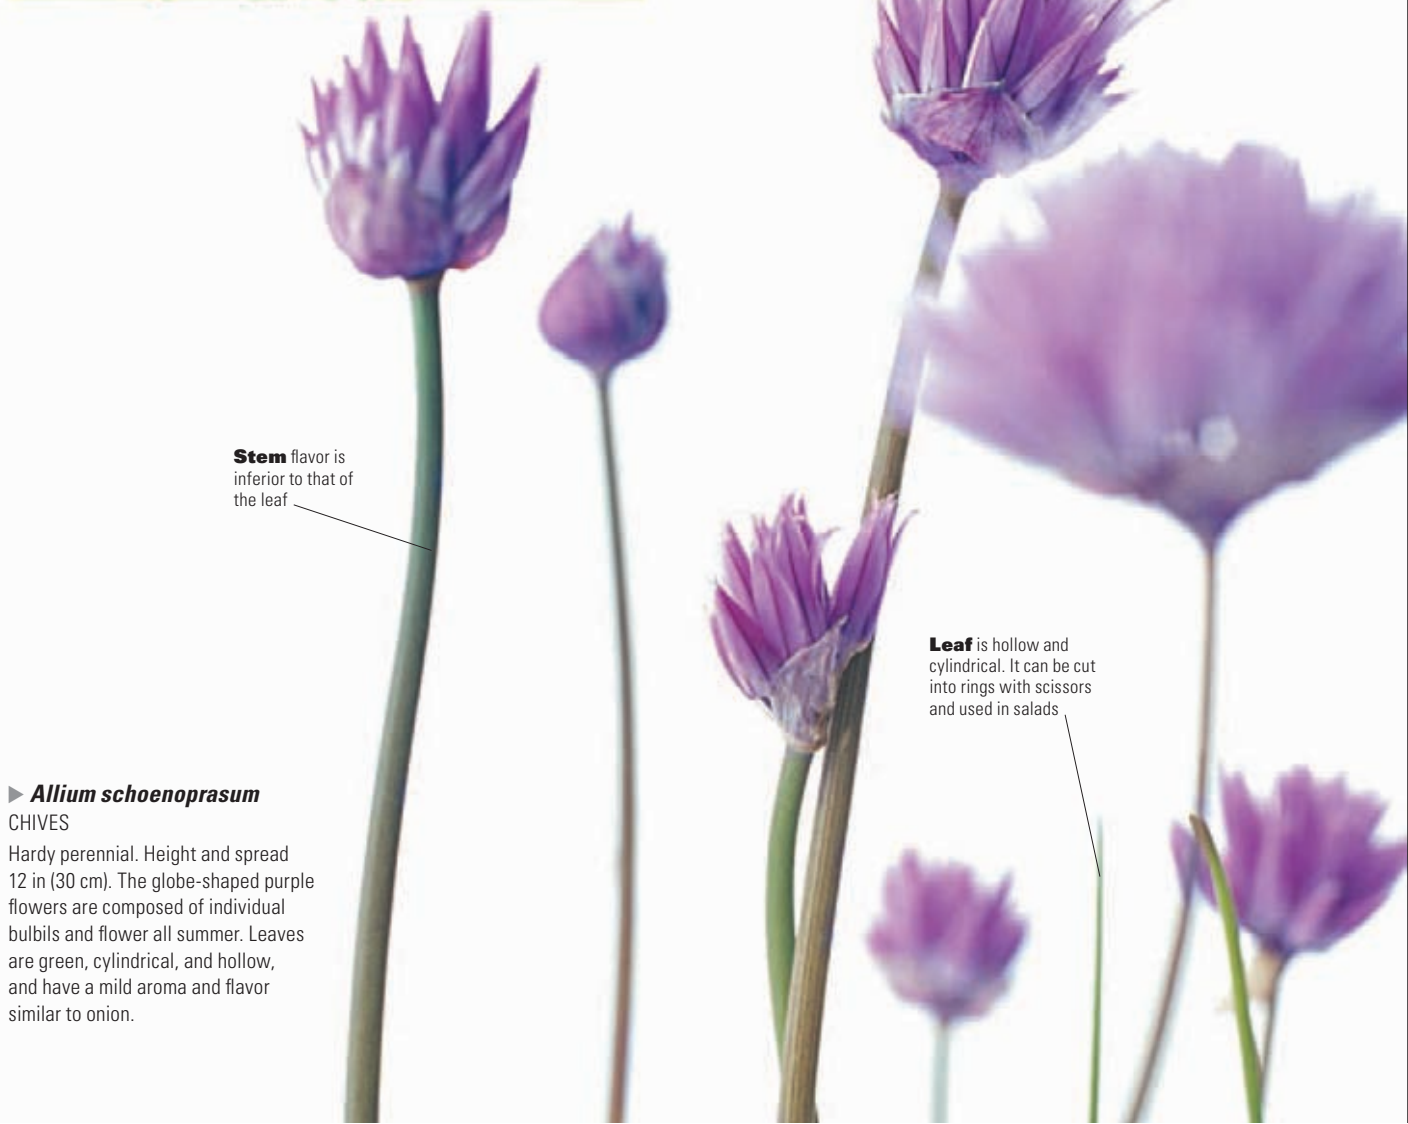 Stem flavor is
inferior to that of
the leaf
Leaf is hollow and
cylindrical. It can be cut
into rings with scissors
and used in salads
Allium schoenoprasum
CHIVES
Hardy perennial. Height and spread
12 in (30 cm). The globe-shaped purple
flowers are composed of individual
bulbils and flower all summer. Leaves
are green, cylindrical, and hollow,
and have a mild aroma and flavor
similar to onion.